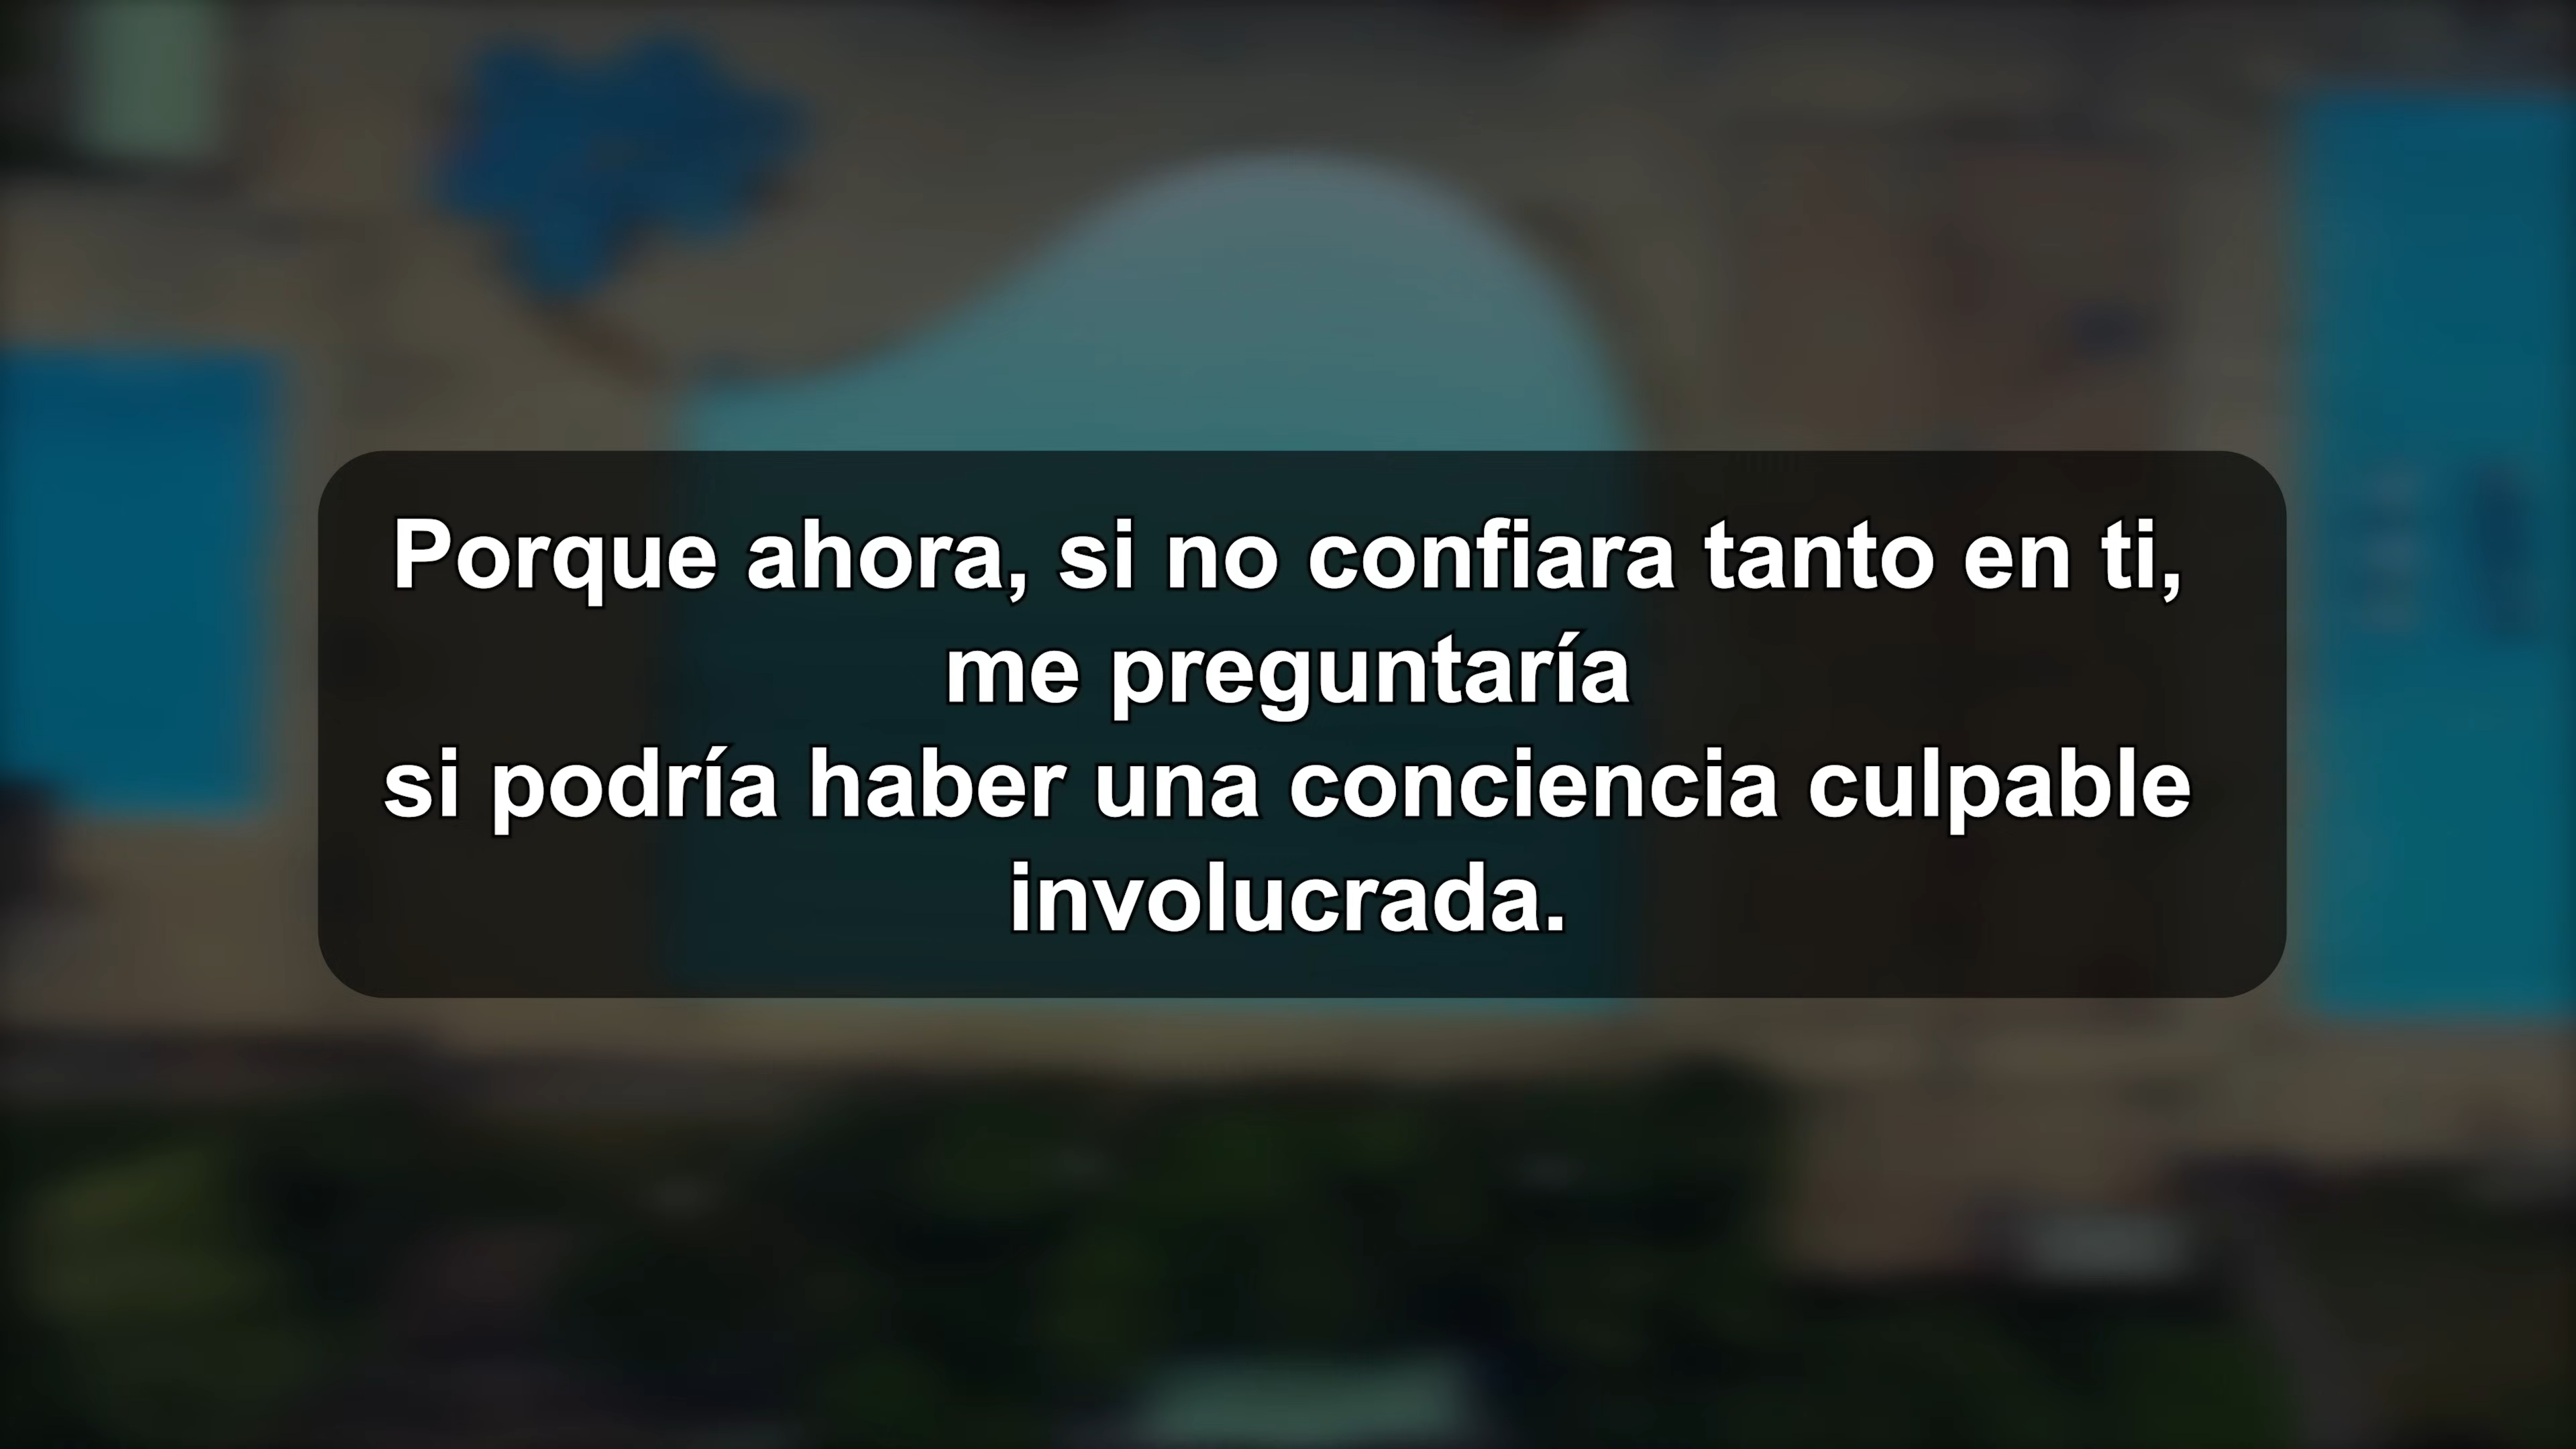 Porque ahora, si no confiara tanto en ti,
me preguntaría
si podría haber una conciencia culpable
involucrada.